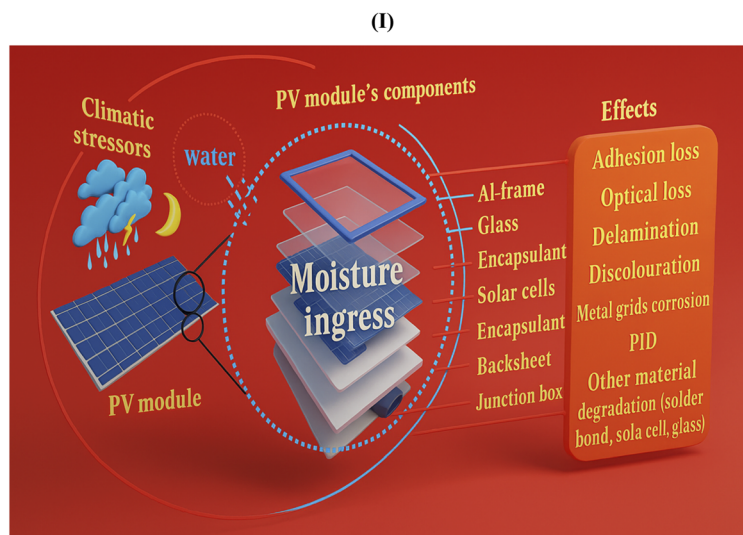 (I)
PV module's components
Effects
Climatic
stressors
water
Adhesion loss
Optical loss
Delamination
Discolouration
Metal grids corrosion
PID
Other material
degradation (solder
bond, sola cell, glass)
Al-frame
Glass
Encapsulant
Solar cells
Encapsulant
Backsheet
Junction box
Moisture
ingress
PV module